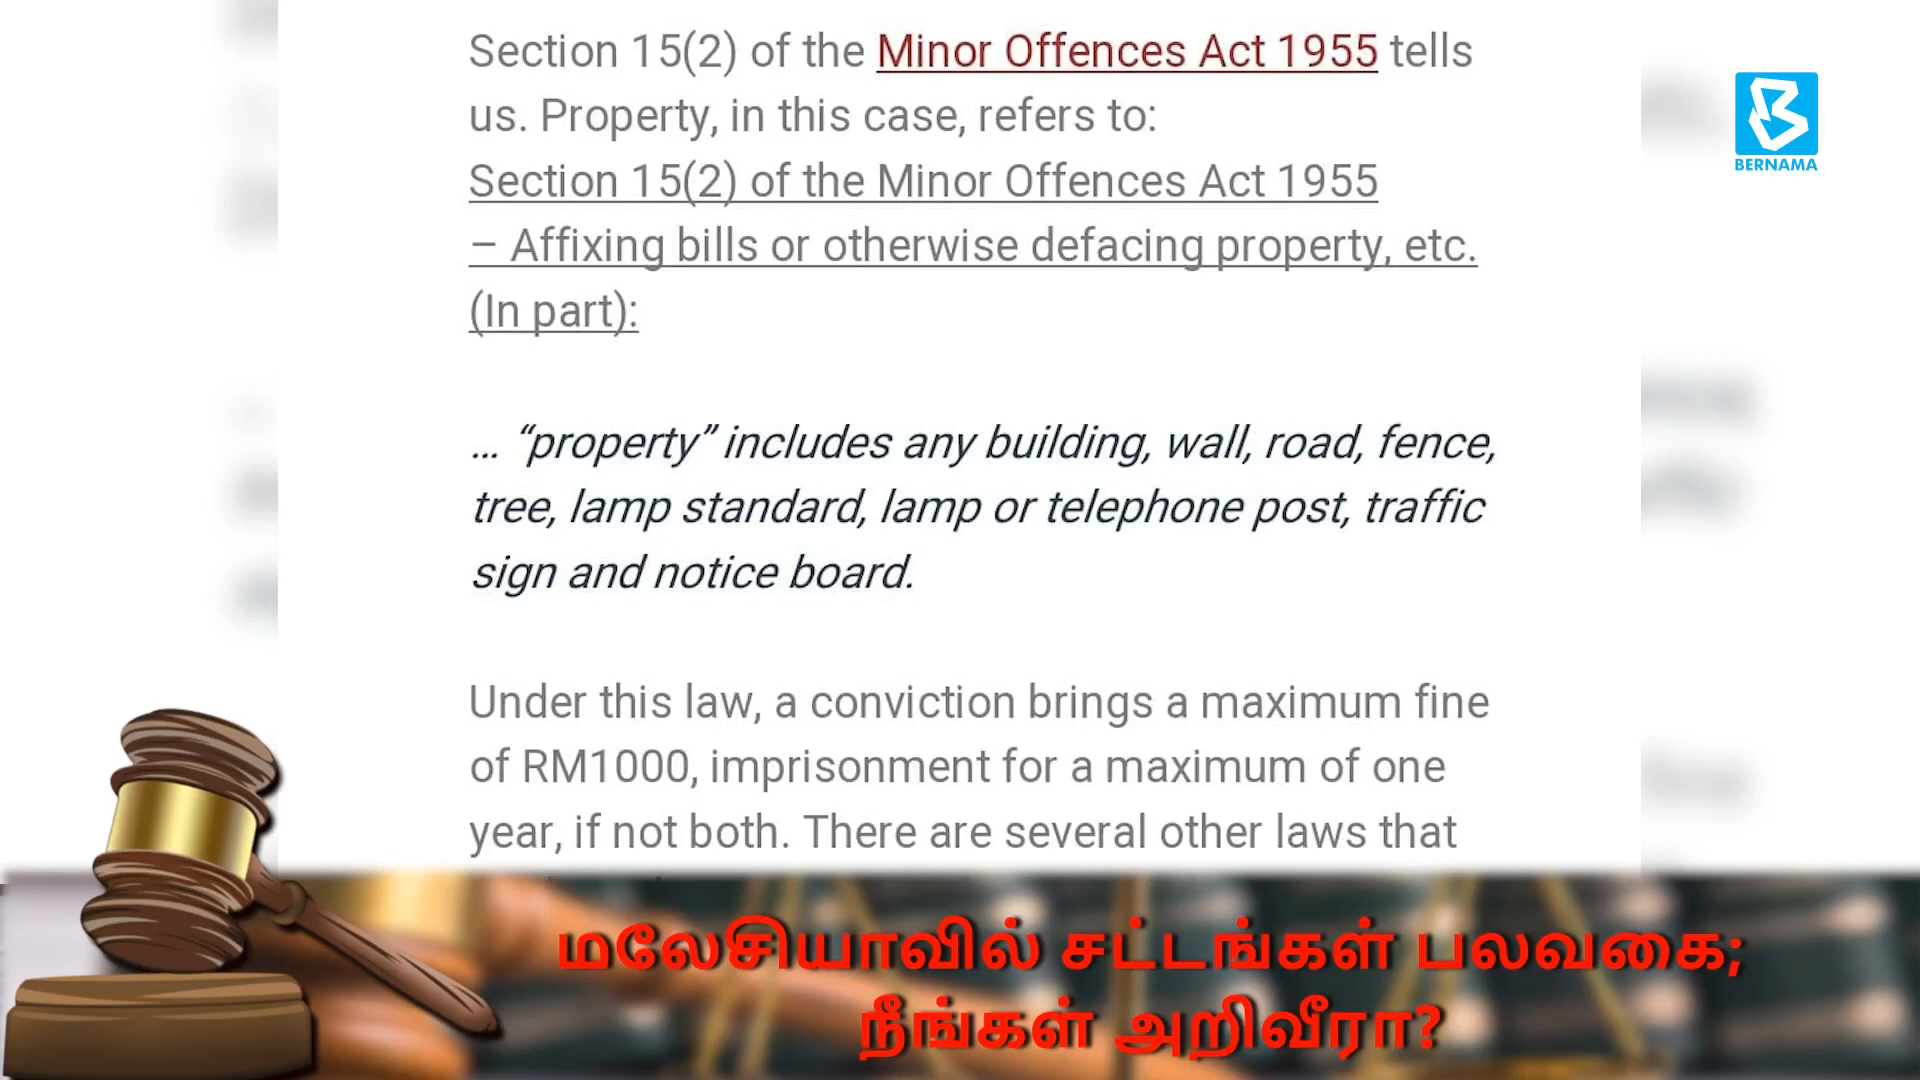 Section 15(2) of the Minor Offences Act 1955 tells
us. Property, in this case, refers to:
Section 15(2) of the Minor Offences Act 1955
– Affixing bills or otherwise defacing property, etc.
(In part):
... “property” includes any building, wall, road, fence,
tree, lamp standard, lamp or telephone post, traffic
sign and notice board.
Under this law, a conviction brings a maximum fine
of RM1000, imprisonment for a maximum of one
year, if not both. There are several other laws that
BERNAMA
மலேசியாவில் சட்டங்கள் பலவகை;
நீங்கள் அறிவீரா?